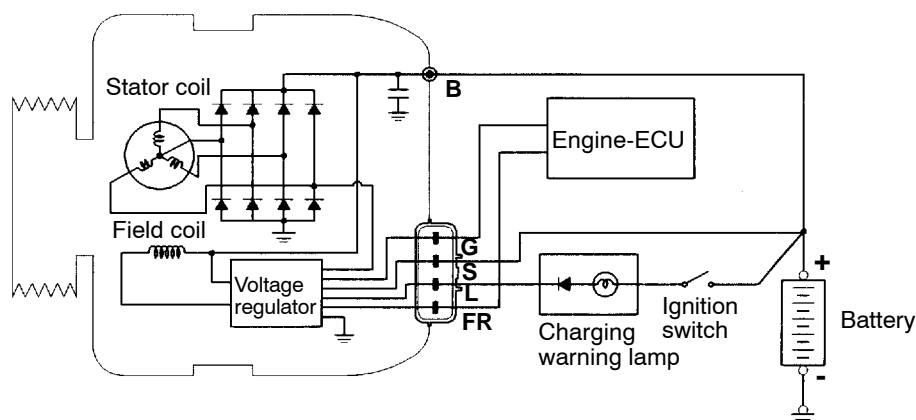 Stator coil
B
Engine-ECU
Field coil
G
Voltage
regulator
S
L
FR
Charging
warning lamp
Ignition
switch
+
Battery
-